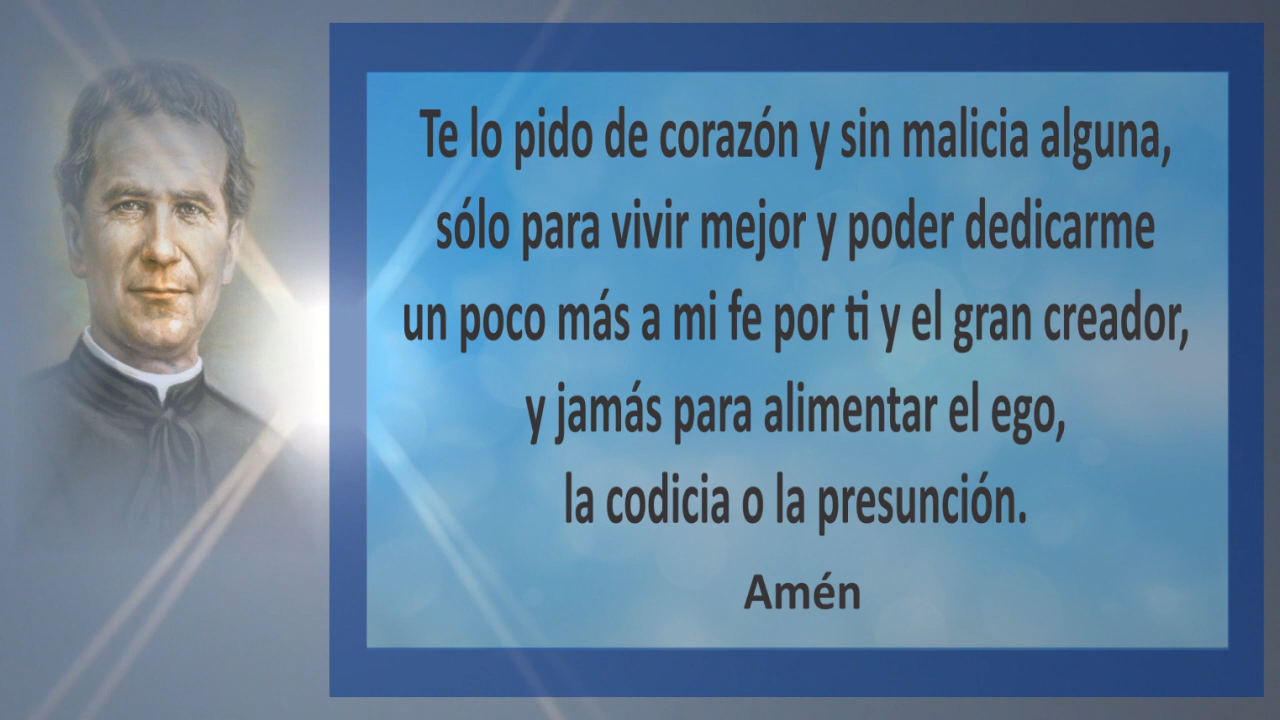 Te lo pido de corazón y sin malicia alguna,
sólo para vivir mejor y poder dedicarme
un poco más a mi fe por ti y el gran creador,
y jamás para alimentar el ego,
la codicia o la presunción.
Amén